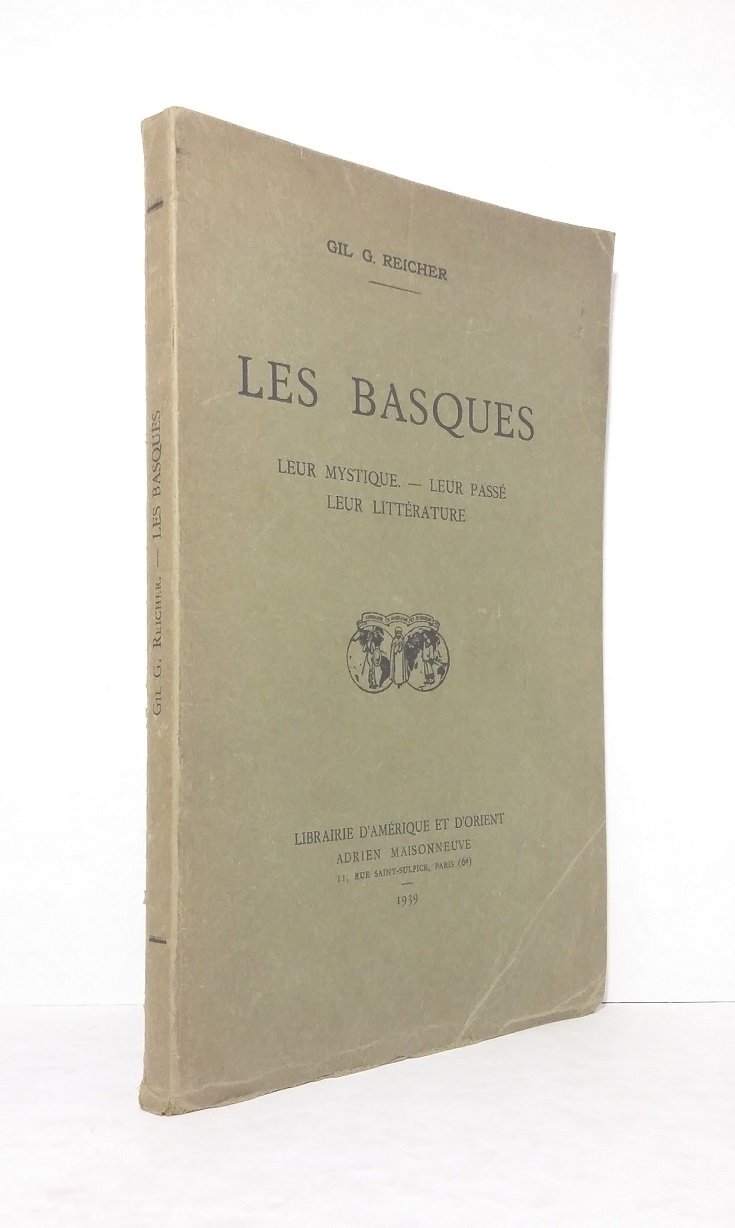 GIL G. REICHER
LES BASQUES
LEUR MYSTIQUE. — LEUR PASSÉ
LEUR LITTÉRATURE
LIBRAIRIE D'AMÉRIQUE ET D'ORIENT
ADRIEN MAISONNEUVE
11, RUE SAINT-SULPICE, PARIS (6e)
1939
GIL G. REICHER. — LES BASQUES